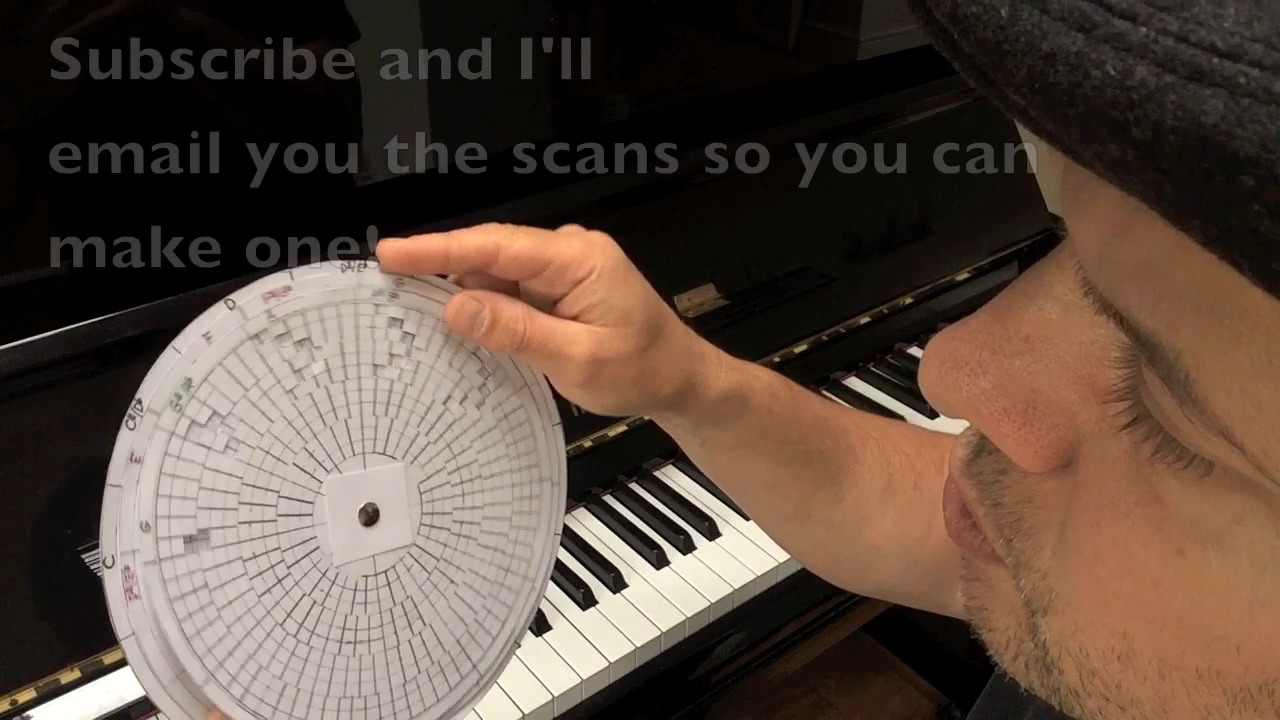 Subscribe and I'll
email you the scans so you can
make one!
D
F
E
C
G